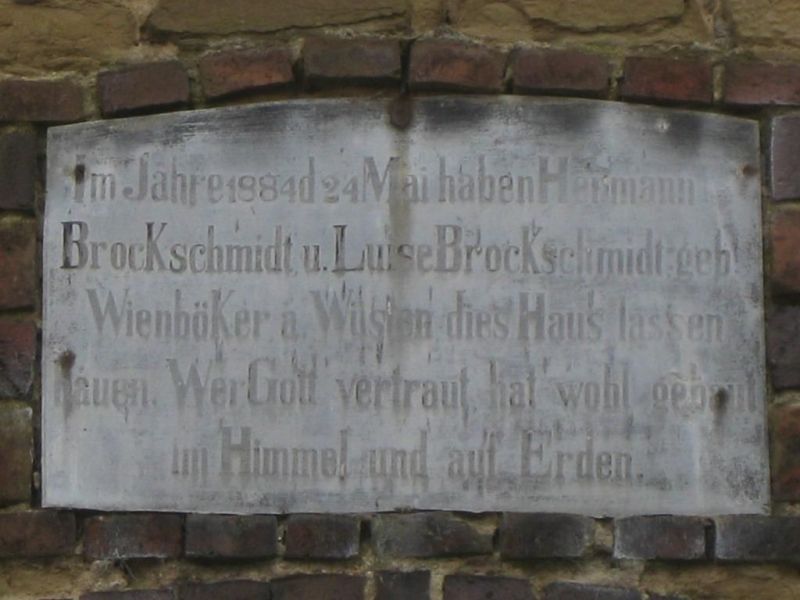 Im Jahre 1884 d 24 Mai haben Hermann
Brockschmidt u. Luise Brockschmidt: geb:
Wienböker a. Wüsten dies Haus lassen
bauen. Wer Gott vertraut, hat wohl gebaut
im Himmel und auf Erden.